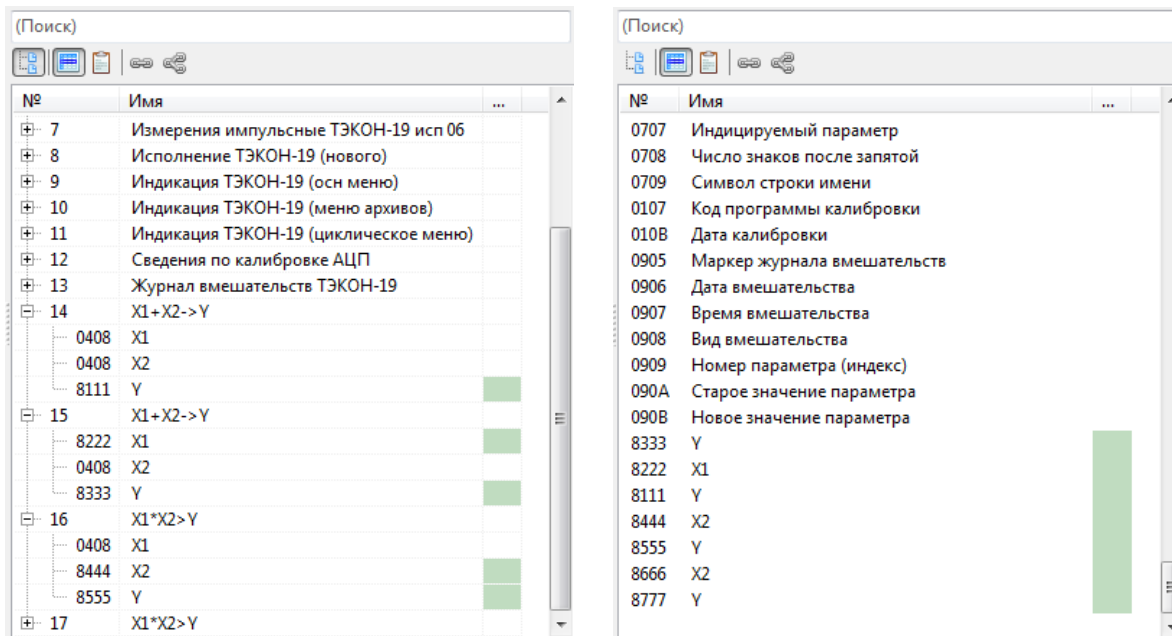 (Поиск)
№ Имя ...
7 Измерения импульсные ТЭКОН-19 исп 06
8 Исполнение ТЭКОН-19 (нового)
9 Индикация ТЭКОН-19 (осн меню)
10 Индикация ТЭКОН-19 (меню архивов)
11 Индикация ТЭКОН-19 (циклическое меню)
12 Сведения по калибровке АЦП
13 Журнал вмешательств ТЭКОН-19
14 X1+X2->Y
0408 X1
0408 X2
8111 Y
15 X1+X2->Y
8222 X1
0408 X2
8333 Y
16 X1*X2>Y
0408 X1
8444 X2
8555 Y
17 X1*X2>Y
(Поиск)
№ Имя ...
0707 Индицируемый параметр
0708 Число знаков после запятой
0709 Символ строки имени
0107 Код программы калибровки
010B Дата калибровки
0905 Маркер журнала вмешательств
0906 Дата вмешательства
0907 Время вмешательства
0908 Вид вмешательства
0909 Номер параметра (индекс)
090A Старое значение параметра
090B Новое значение параметра
8333 Y
8222 X1
8111 Y
8444 X2
8555 Y
8666 X2
8777 Y